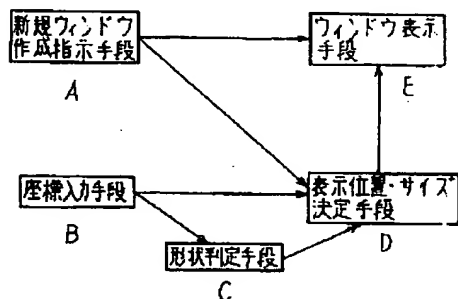 新規ウィンドウ
作成指示手段
A
ウィンドウ表示
手段
E
座標入力手段
B
表示位置・サイズ
決定手段
D
形状判定手段
C